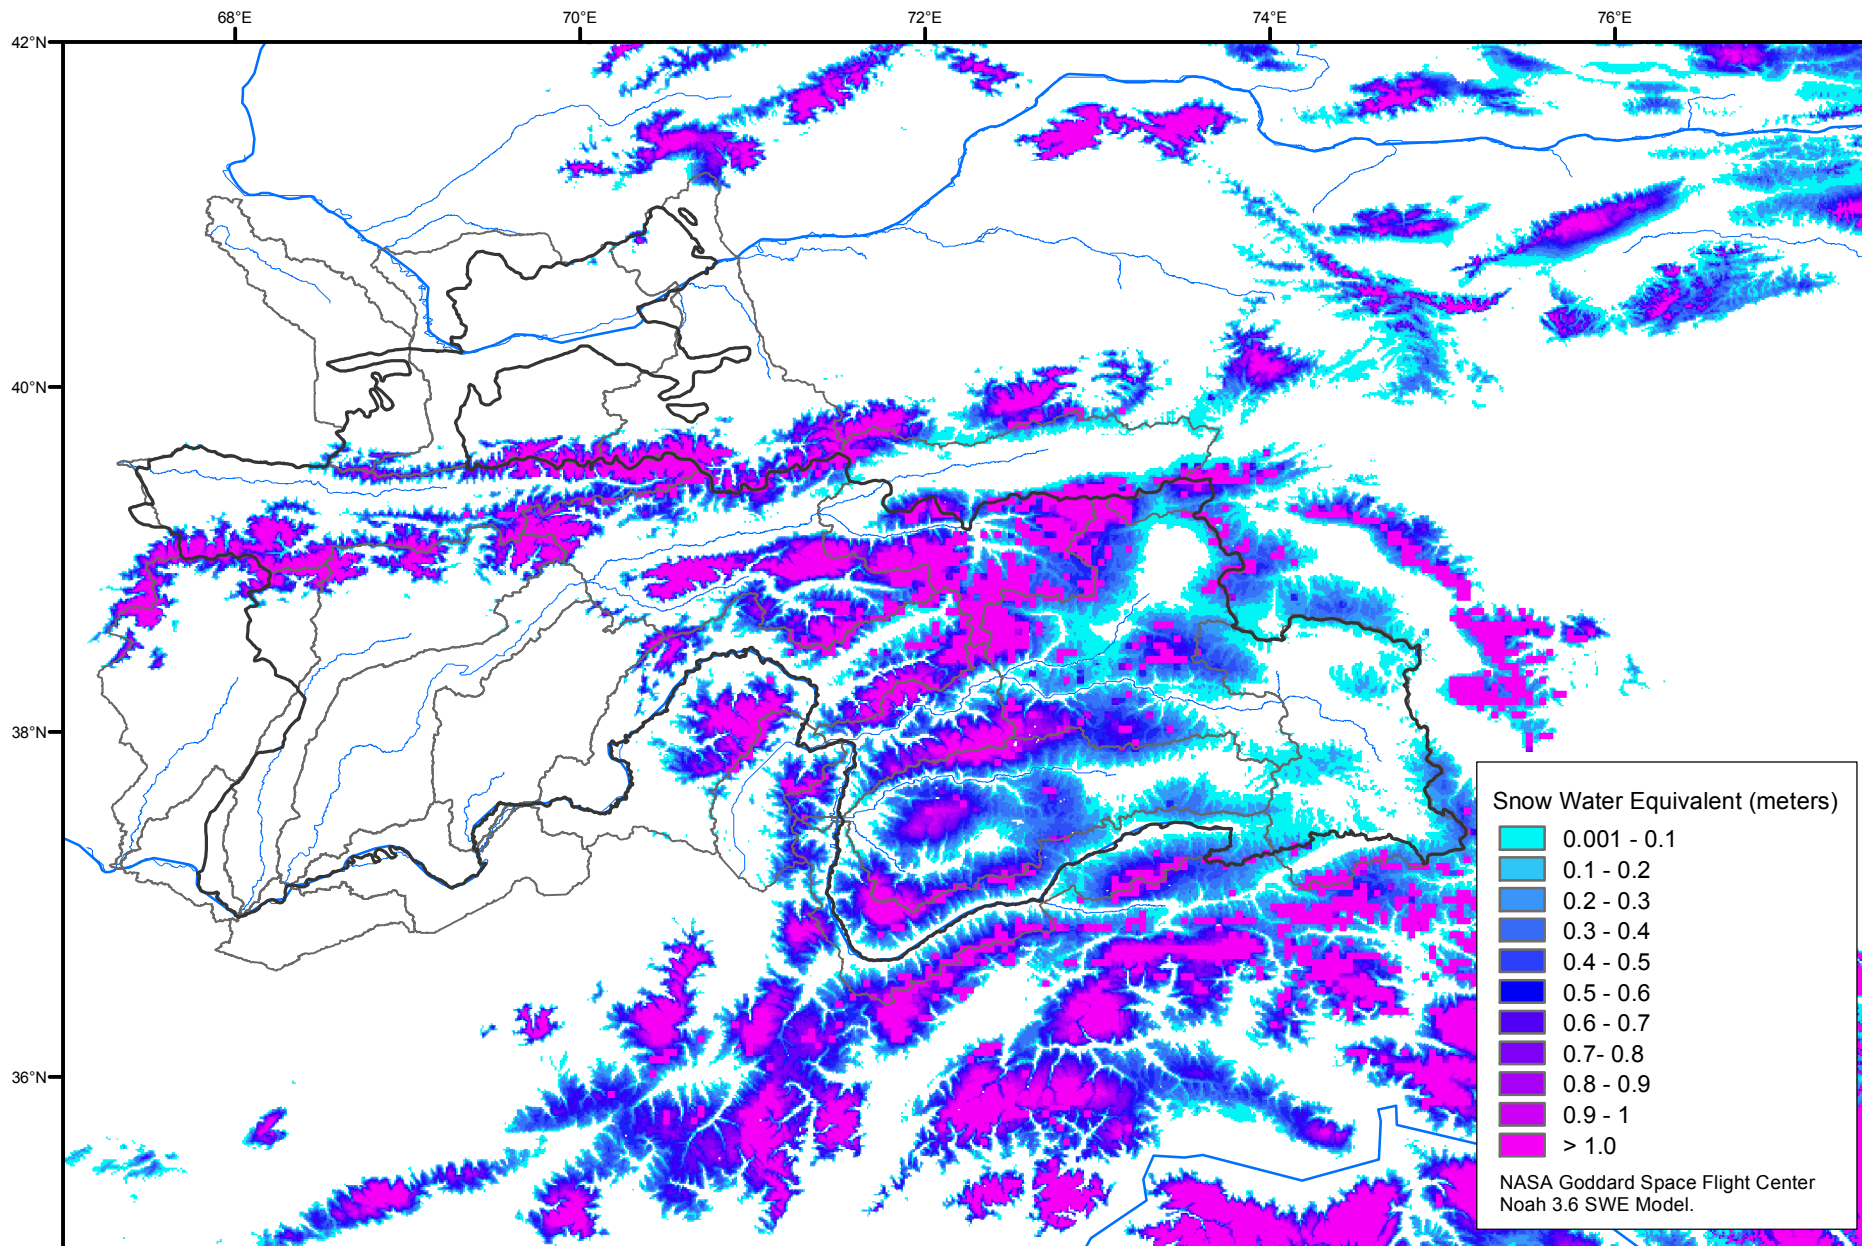 68°E 70°E 72°E 74°E 76°E
42°N
40°N
38°N
36°N
Snow Water Equivalent (meters)
0.001 - 0.1
0.1 - 0.2
0.2 - 0.3
0.3 - 0.4
0.4 - 0.5
0.5 - 0.6
0.6 - 0.7
0.7- 0.8
0.8 - 0.9
0.9 - 1
> 1.0
NASA Goddard Space Flight Center
Noah 3.6 SWE Model.